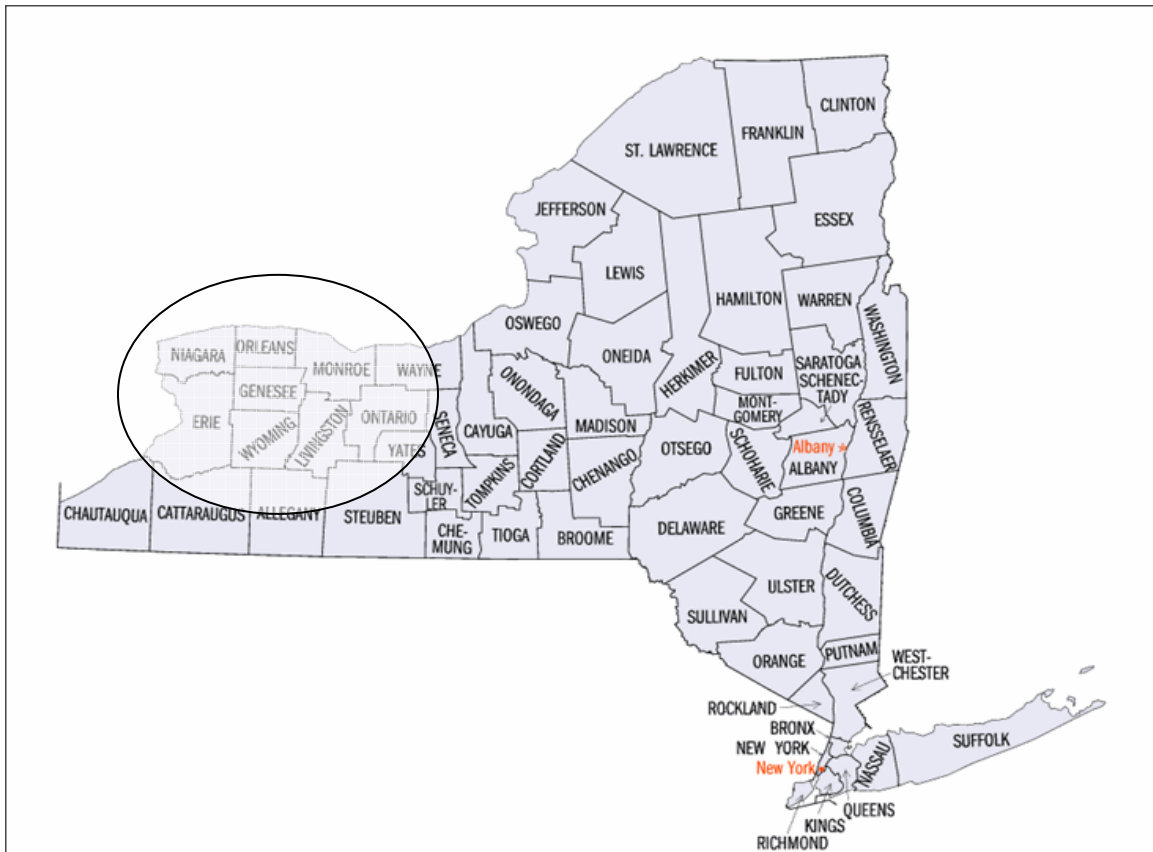 CLINTON
FRANKLIN
ST. LAWRENCE
JEFFERSON
ESSEX
LEWIS
HAMILTON
WARREN
WASHINGTON
OSWEGO
ONEIDA
HERKIMER
FULTON
SARATOGA
SCHENEC-
TADY
MONT-
GOMERY
NIAGARA
ORLEANS
MONROE
WAYNE
GENESEE
ERIE
WYOMING
LIVINGSTON
ONTARIO
YATES
SENECA
CAYUGA
ONONDAGA
MADISON
CORTLAND
CHENANGO
OTSEGO
SCHOHARIE
Albany
ALBANY
RENSSELAER
CHAUTAUQUA
CATTARAUGUS
ALLEGANY
STEUBEN
SCHUY-
LER
TOMPKINS
CHE-
MUNG
TIOGA
BROOME
DELAWARE
GREENE
COLUMBIA
ULSTER
DUTCHESS
SULLIVAN
ORANGE
PUTNAM
WEST-
CHESTER
ROCKLAND
BRONX
NEW YORK
New York
NASSAU
SUFFOLK
QUEENS
KINGS
RICHMOND